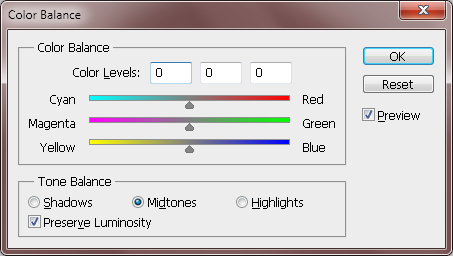 Color Balance
Color Balance
Color Levels: 0 0 0
OK
Reset
Preview
Cyan Red
Magenta Green
Yellow Blue
Tone Balance
Shadows Midtones Highlights
Preserve Luminosity